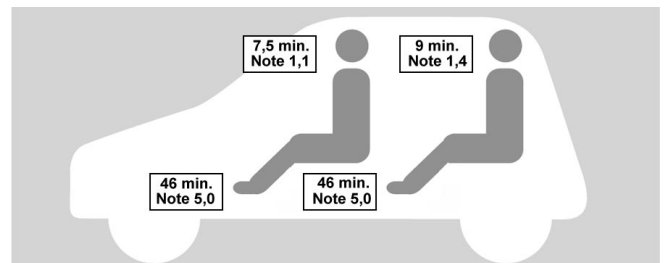 7,5 min.
Note 1,1
9 min.
Note 1,4
46 min.
Note 5,0
46 min.
Note 5,0